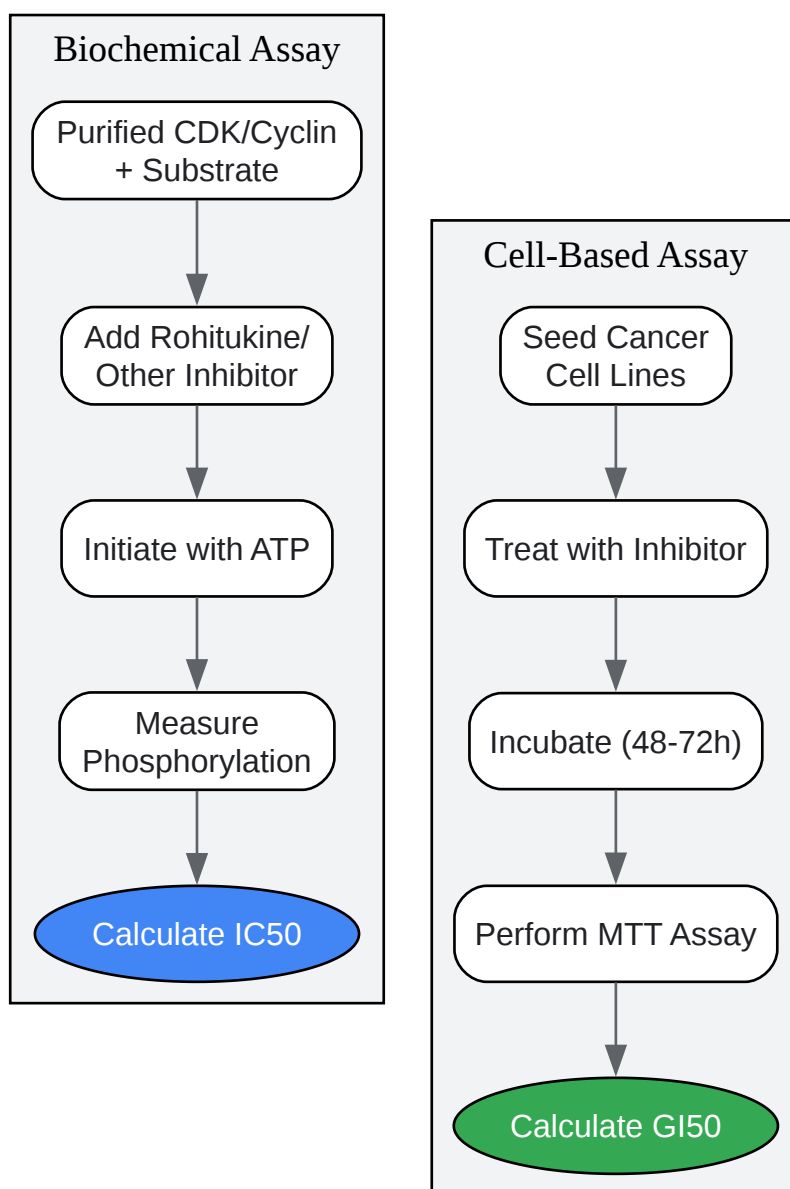 Biochemical Assay
Purified CDK/Cyclin
+ Substrate
Add Rohitukine/
Other Inhibitor
Initiate with ATP
Measure
Phosphorylation
Calculate IC50
Cell-Based Assay
Seed Cancer
Cell Lines
Treat with Inhibitor
Incubate (48-72h)
Perform MTT Assay
Calculate GI50